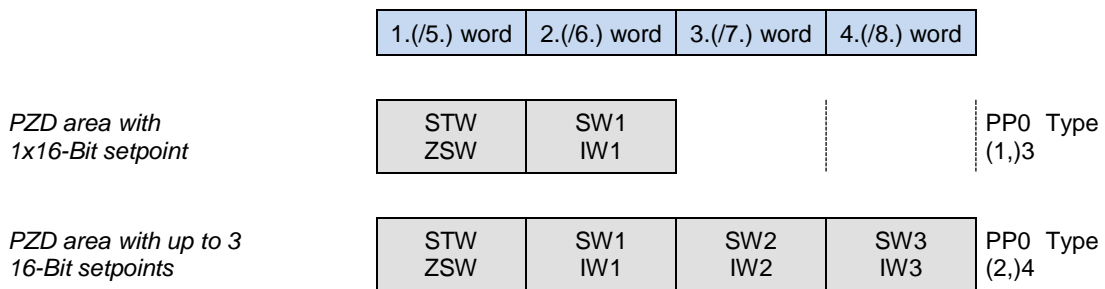 1.(/5.) word 2.(/6.) word 3.(/7.) word 4.(/8.) word
PZD area with STW SW1 PP0 Type
1x16-Bit setpoint ZSW IW1 (1,)3
PZD area with up to 3 STW SW1 SW2 SW3 PP0 Type
16-Bit setpoints ZSW IW1 IW2 IW3 (2,)4